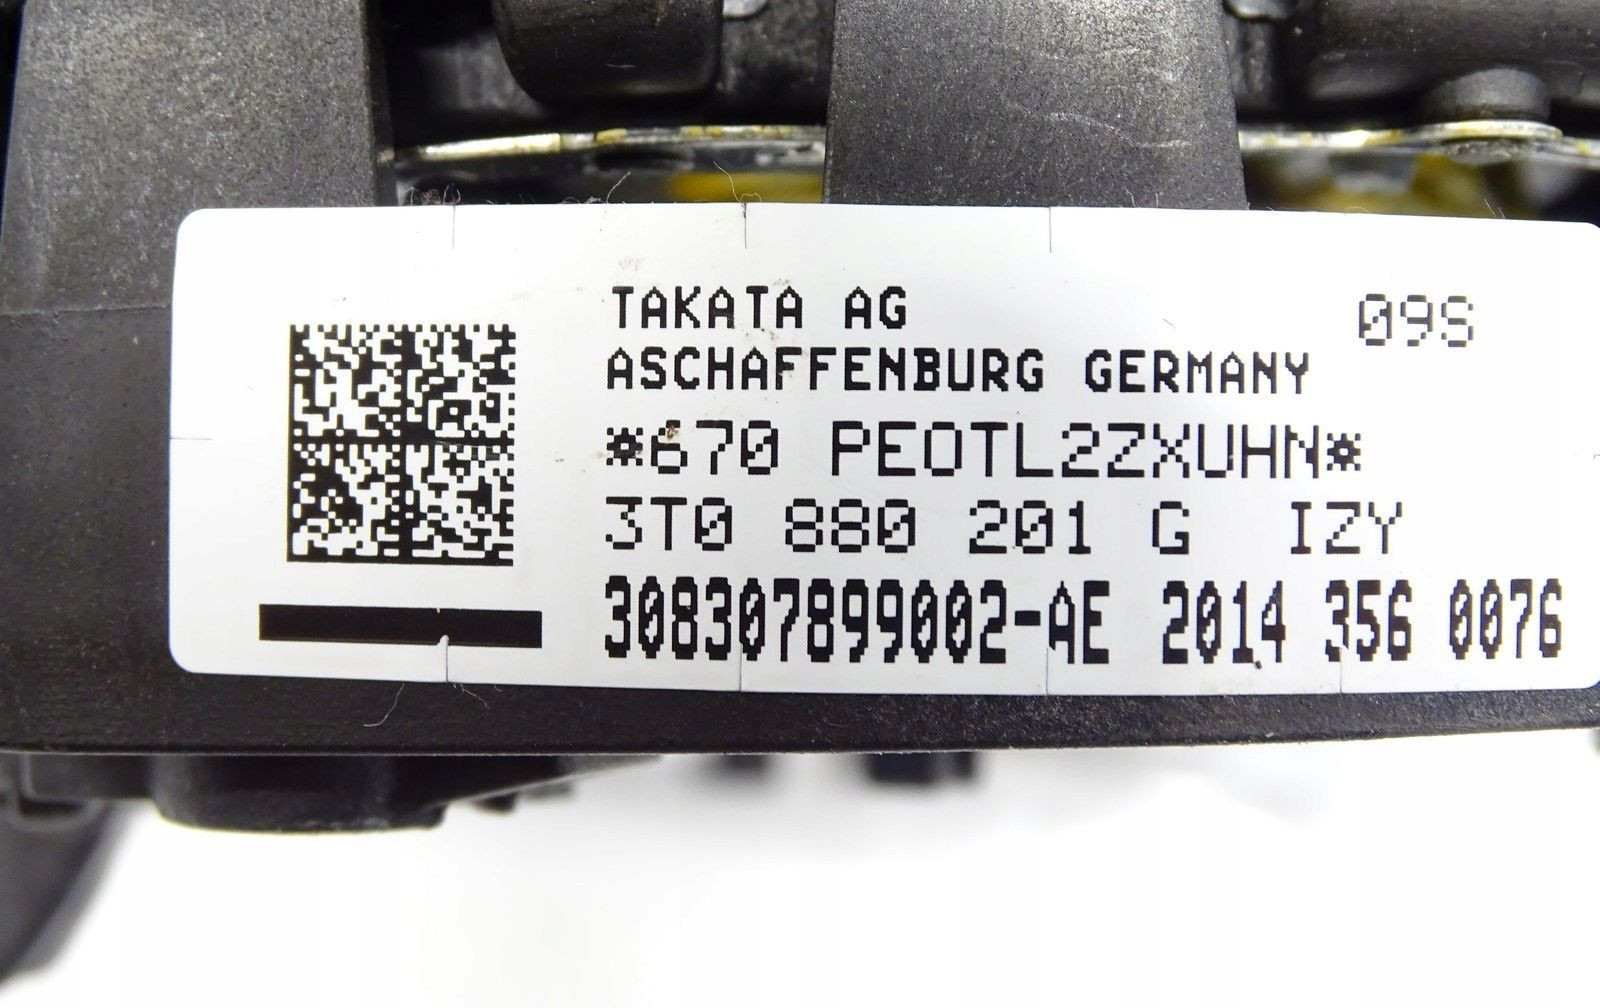 TAKATA AG 09S
ASCHAFFENBURG GERMANY
*670 PEOTL2ZXUHN*
3T0 880 201 G IZY
308307899002-AE 2014 356 0076